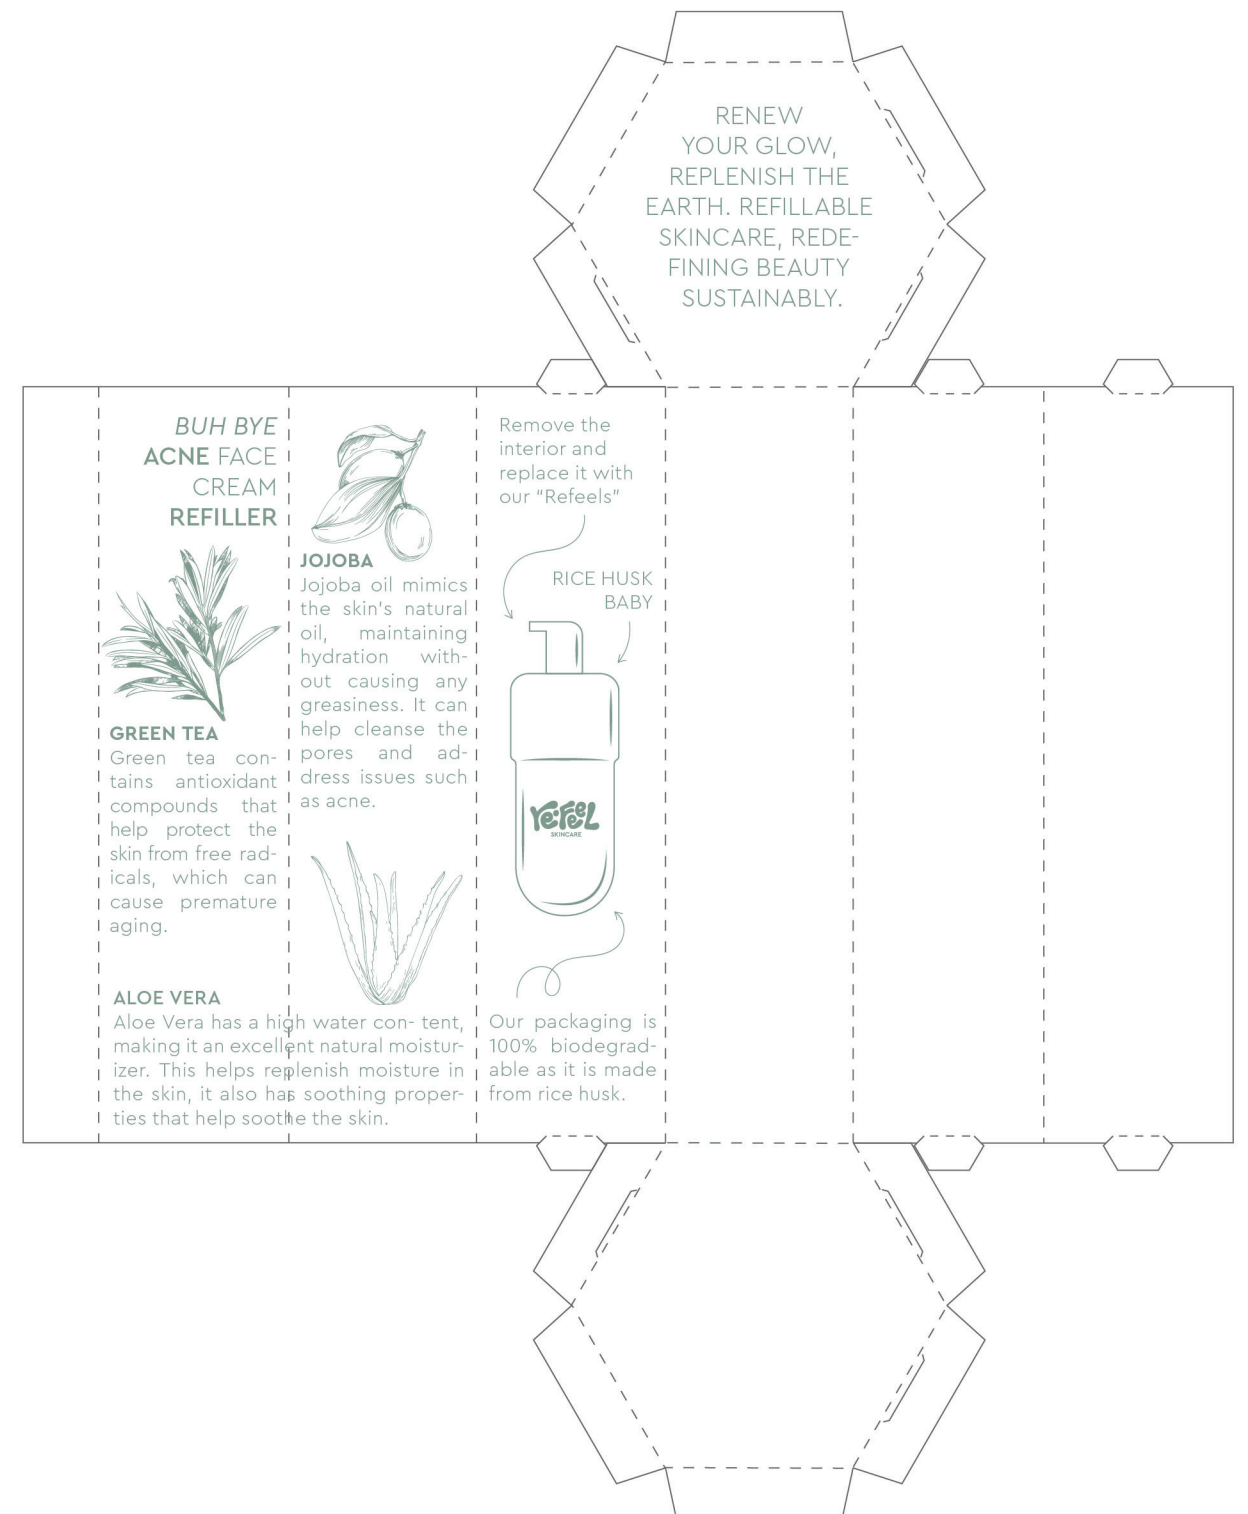 RENEW
YOUR GLOW,
REPLENISH THE
EARTH. REFILLABLE
SKINCARE, REDE-
FINING BEAUTY
SUSTAINABLY.
BUH BYE
ACNE FACE
CREAM
REFILLER
GREEN TEA
Green tea con-
tains antioxidant
compounds that
help protect the
skin from free rad-
icals, which can
cause premature
aging.
JOJOBA
Jojoba oil mimics
the skin's natural
oil, maintaining
hydration with-
out causing any
greasiness. It can
help cleanse the
pores and ad-
dress issues such
as acne.
ALOE VERA
Aloe Vera has a high water con- tent,
making it an excellent natural moistur-
izer. This helps replenish moisture in
the skin, it also has soothing proper-
ties that help soothe the skin.
Remove the
interior and
replace it with
our “Refeels”
RICE HUSK
BABY
re:FeeL
SKINCARE
Our packaging is
100% biodegrad-
able as it is made
from rice husk.